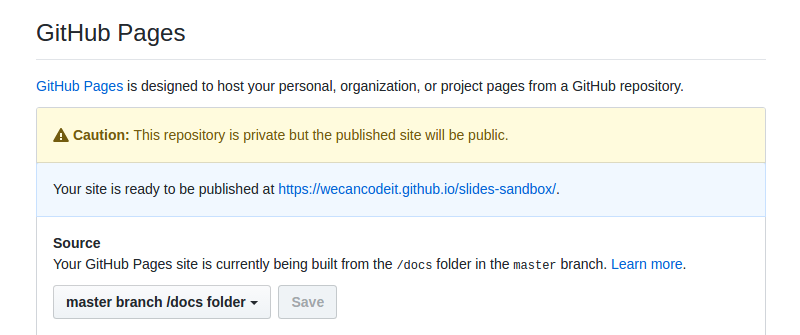 GitHub Pages
GitHub Pages is designed to host your personal, organization, or project pages from a GitHub repository.
Caution: This repository is private but the published site will be public.
Your site is ready to be published at https://wecancodeit.github.io/slides-sandbox/.
Source
Your GitHub Pages site is currently being built from the /docs folder in the master branch. Learn more.
master branch /docs folder Save